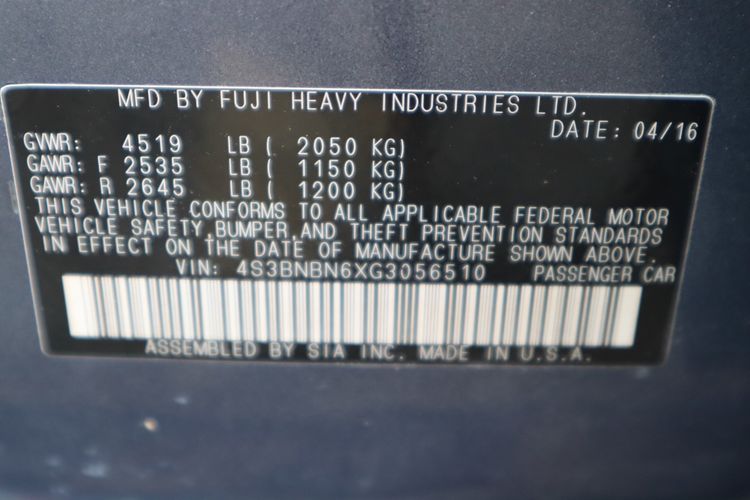 MFD BY FUJI HEAVY INDUSTRIES LTD.
DATE: 04/16
GVWR: 4519 LB ( 2050 KG)
GAWR: F 2535 LB ( 1150 KG)
GAWR: R 2645 LB ( 1200 KG)
THIS VEHICLE CONFORMS TO ALL APPLICABLE FEDERAL MOTOR
VEHICLE SAFETY,BUMPER,AND THEFT PREVENTION STANDARDS
IN EFFECT ON THE DATE OF MANUFACTURE SHOWN ABOVE.
VIN: 4S3BNBN6XG3056510 PASSENGER CAR
ASSEMBLED BY SIA INC. MADE IN U.S.A.